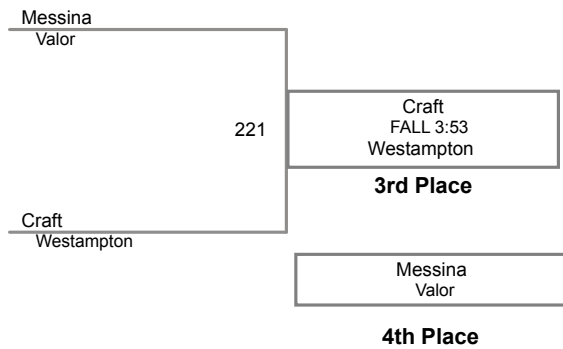 Messina
Valor
221
Craft
FALL 3:53
Westampton
3rd Place
Craft
Westampton
Messina
Valor
4th Place